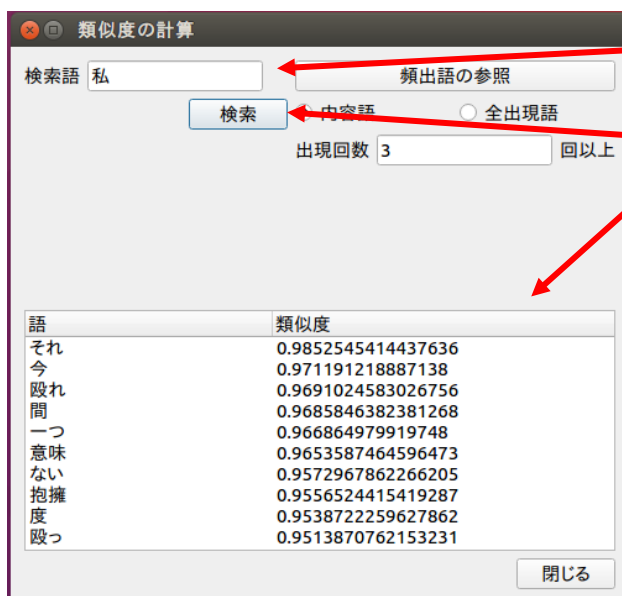 類似度の計算
検索語 私 頻出語の参照
検索 内容語 全出現語
出現回数 3 回以上
語 類似度
それ 0.9852545414437636
今 0.971191218887138
殴れ 0.9691024583026756
間 0.9685846382381268
一つ 0.966864979919748
意味 0.9653587464596473
ない 0.9572967862266205
抱擁 0.9556524415419287
度 0.9538722259627862
殴っ 0.9513870762153231
閉じる